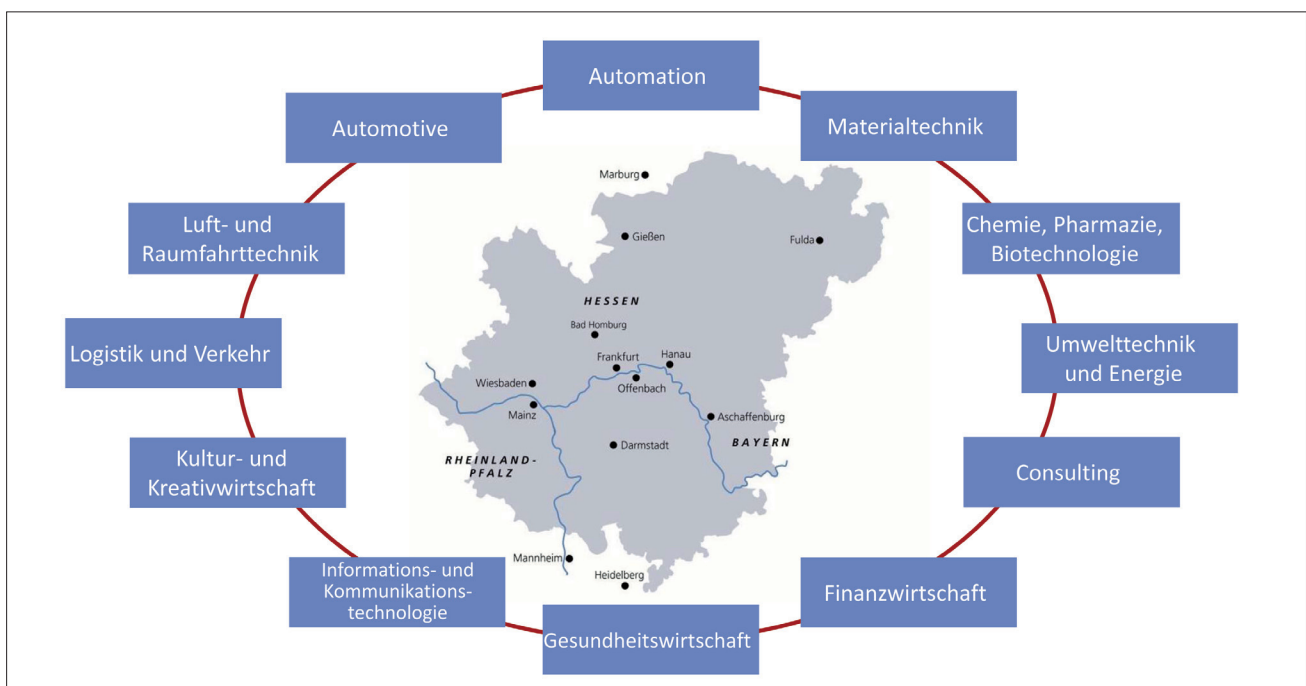 Automation
Automotive
Materialtechnik
Luft- und
Raumfahrttechnik
Chemie, Pharmazie,
Biotechnologie
Logistik und Verkehr
Umwelttechnik
und Energie
Kultur- und
Kreativwirtschaft
Consulting
Informations- und
Kommunikations-
technologie
Finanzwirtschaft
Gesundheitswirtschaft
Marburg
Gießen
Fulda
HESSEN
Bad Homburg
Frankfurt
Hanau
Wiesbaden
Offenbach
Mainz
Aschaffenburg
Darmstadt
BAYERN
RHEINLAND-
PFALZ
Mannheim
Heidelberg